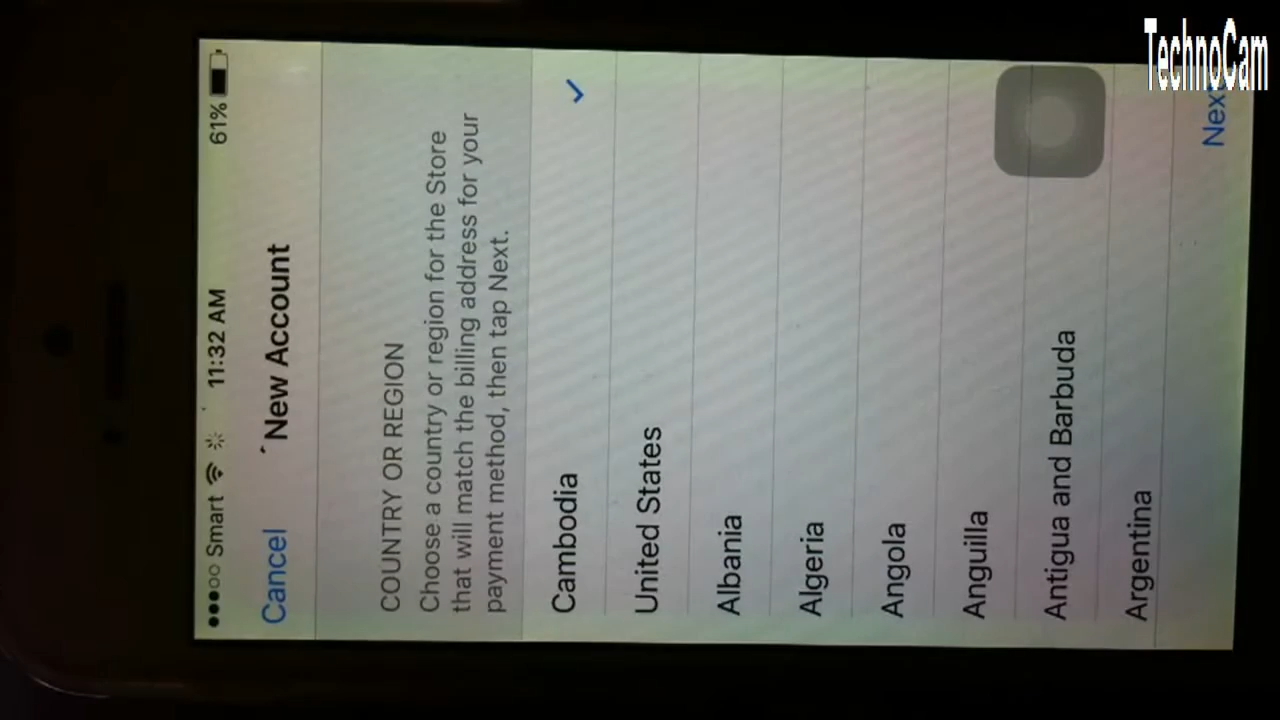 TechnoCam
Smart 11:32 AM 61%
Cancel New Account
COUNTRY OR REGION
Choose a country or region for the Store
that will match the billing address for your
payment method, then tap Next.
Cambodia
United States
Albania
Algeria
Angola
Anguilla
Antigua and Barbuda
Argentina
Next